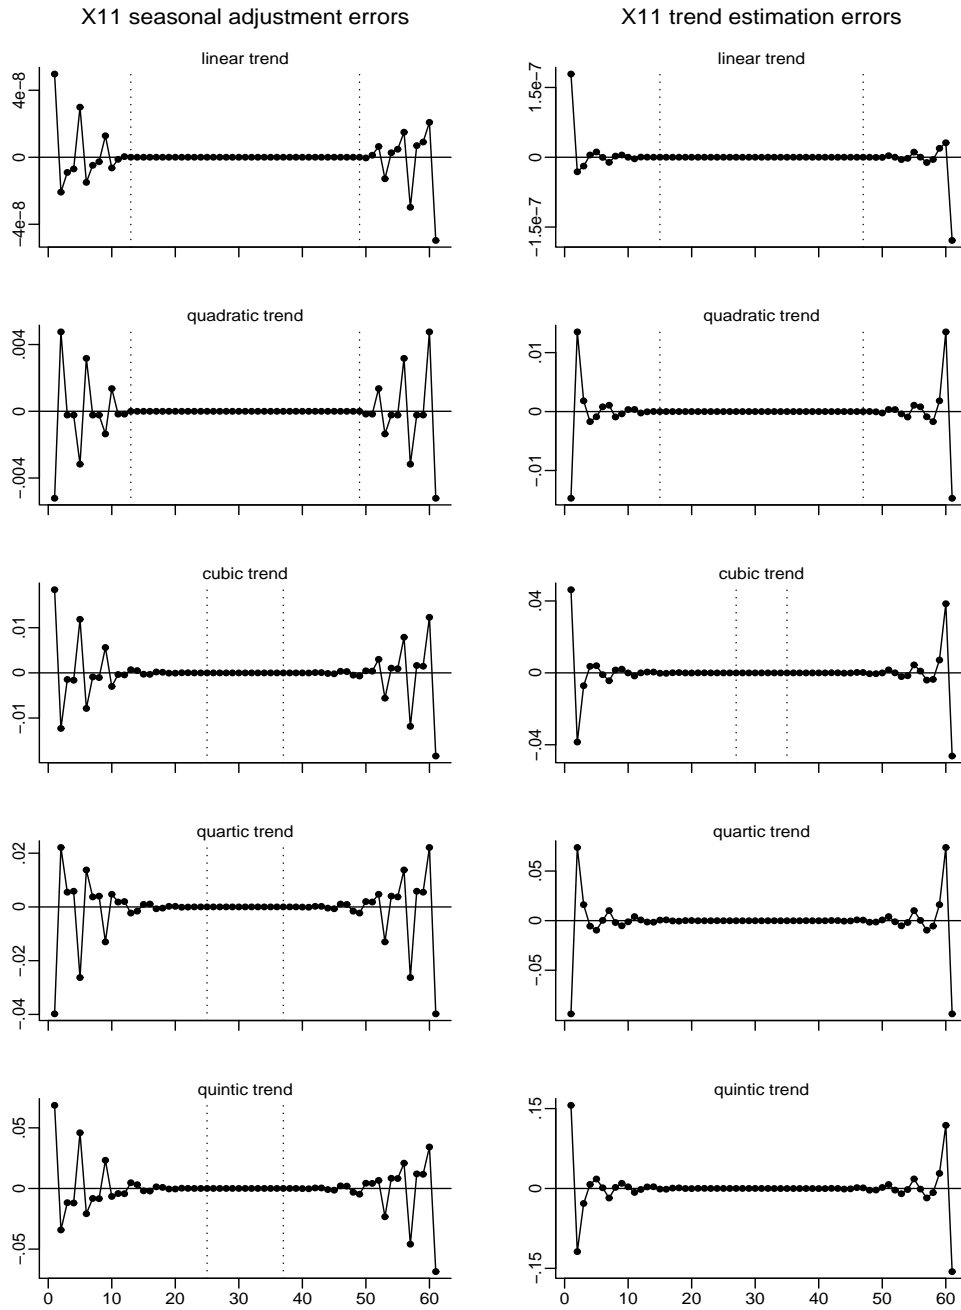 X11 seasonal adjustment errors
X11 trend estimation errors
linear trend
4e-8
0
-4e-8
linear trend
1.5e-7
0
-1.5e-7
quadratic trend
.004
0
-.004
quadratic trend
.01
0
-.01
cubic trend
.01
0
-.01
cubic trend
.04
0
-.04
quartic trend
.02
0
-.02
-.04
quartic trend
.05
0
-.05
quintic trend
.05
0
-.05
0 10 20 30 40 50 60
quintic trend
.15
0
-.15
0 10 20 30 40 50 60